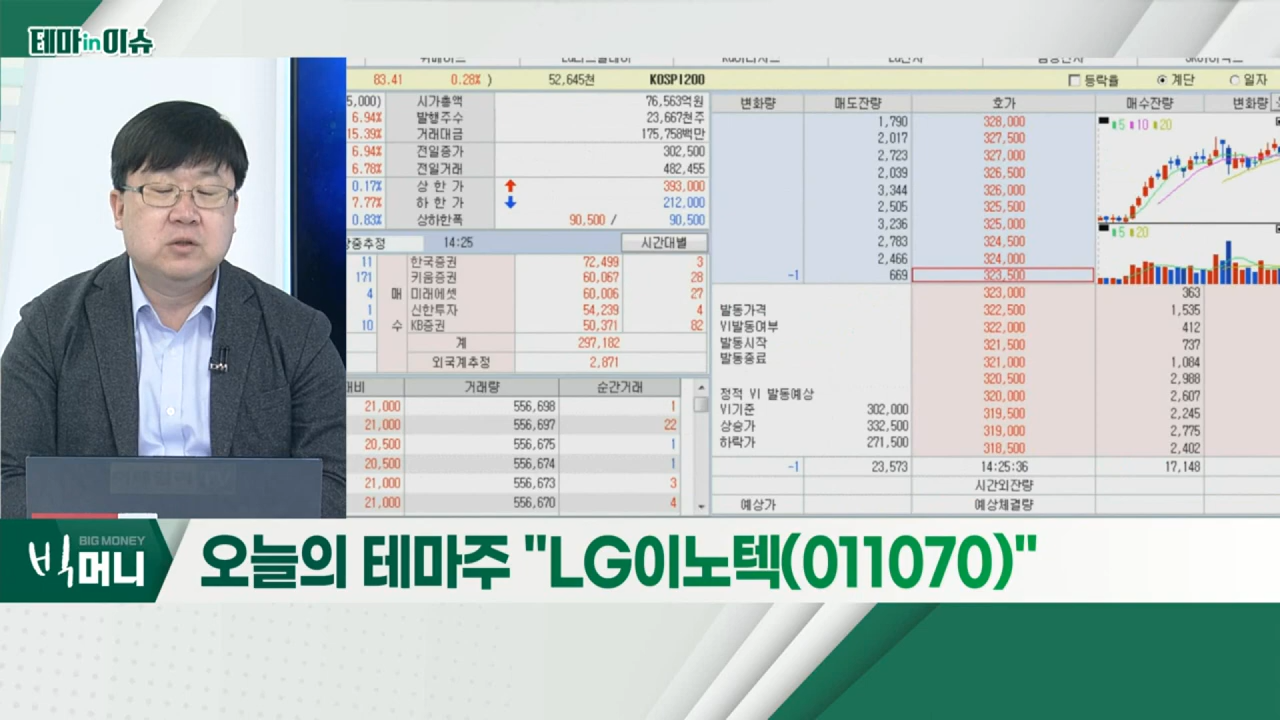 테마in이슈
83.41 0.28% ) 52,645천 KOSPI200 등락률 계단 일자
5,000) 시가총액 76,563억원
6.94% 발행주수 23,667천주
15.39% 거래대금 175,758백만
6.94% 전일종가 302,500
6.78% 전일거래 482,455
0.17% 상 한 가 393,000
7.77% 하 한 가 212,000
0.83% 상하한폭 90,500 / 90,500
장중추정 14:25 시간대별
11 한국증권 72,499 3
171 키움증권 60,067 28
4 매 미래에셋 60,006 27
1 신한투자 54,239 4
10 수 KB증권 50,371 82
계 297,182
외국계추정 2,871
대비 거래량 순간거래
21,000 556,698 1
21,000 556,697 22
20,500 556,675 1
20,500 556,674 1
21,000 556,673 3
21,000 556,670 4
변화량 매도잔량 호가 매수잔량 변화량
1,790 328,000
2,017 327,500
2,723 327,000
2,039 326,500
3,344 326,000
2,505 325,500
3,236 325,000
2,783 324,500
2,466 324,000
-1 669 323,500
323,000 363
발동가격 322,500 1,535
VI발동여부 322,000 412
발동시작 321,500 737
발동종료 321,000 1,084
320,500 2,988
정적 VI 발동예상 320,000 2,607
VI기준 302,000 319,500 2,245
상승가 332,500 319,000 2,775
하락가 271,500 318,500 2,402
-1 23,573 14:25:36 17,148
시간외잔량
예상가 예상체결량
5 10 20
5 20
빅머니 BIG MONEY
오늘의 테마주 "LG이노텍(011070)"